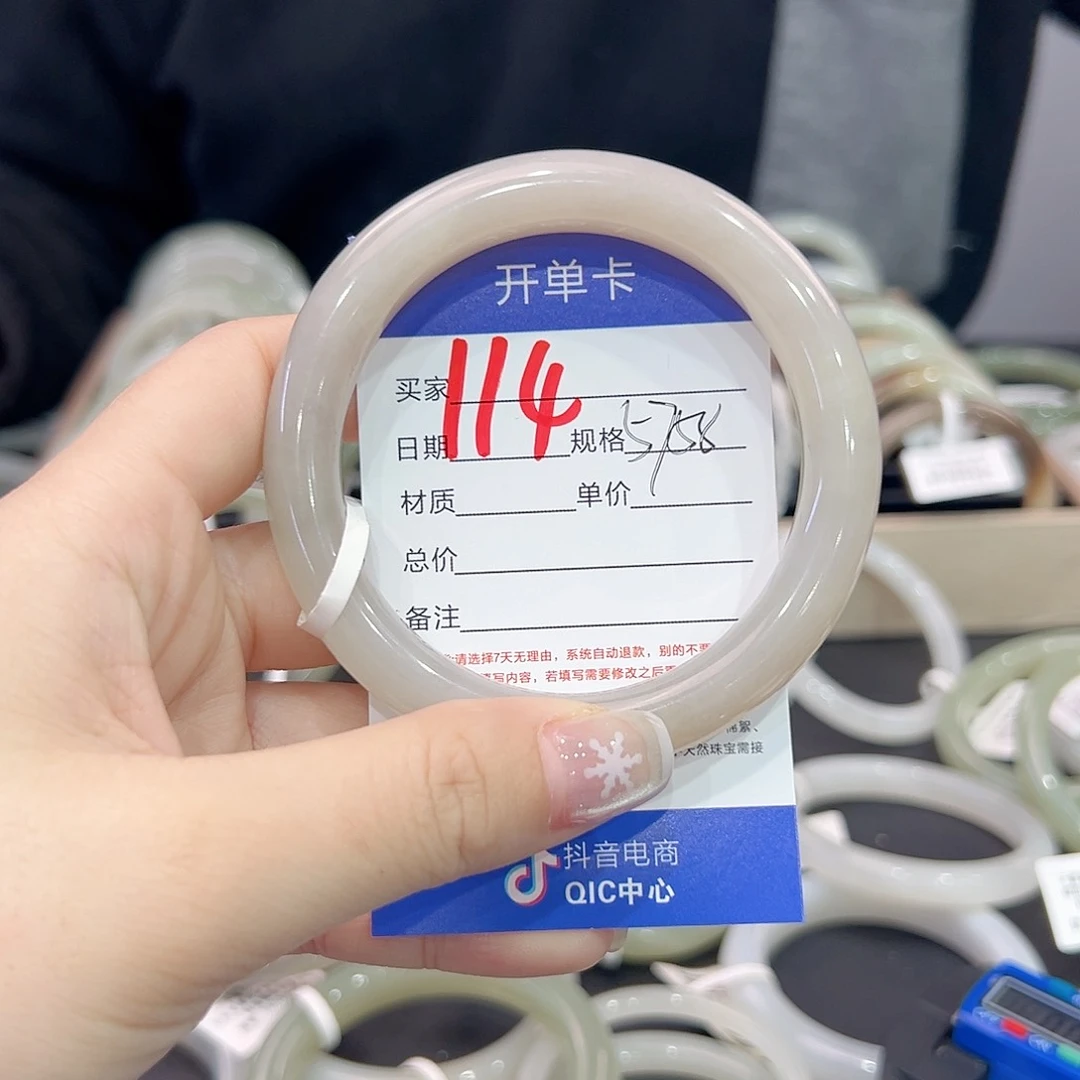 开单卡
买家
114
日期 规格 57/58
材质 单价
总价
备注
请选择7天无理由，系统自动退款，别的不要
填写内容，若填写需要修改之后
棉絮、
天然珠宝需接
抖音电商
QIC中心